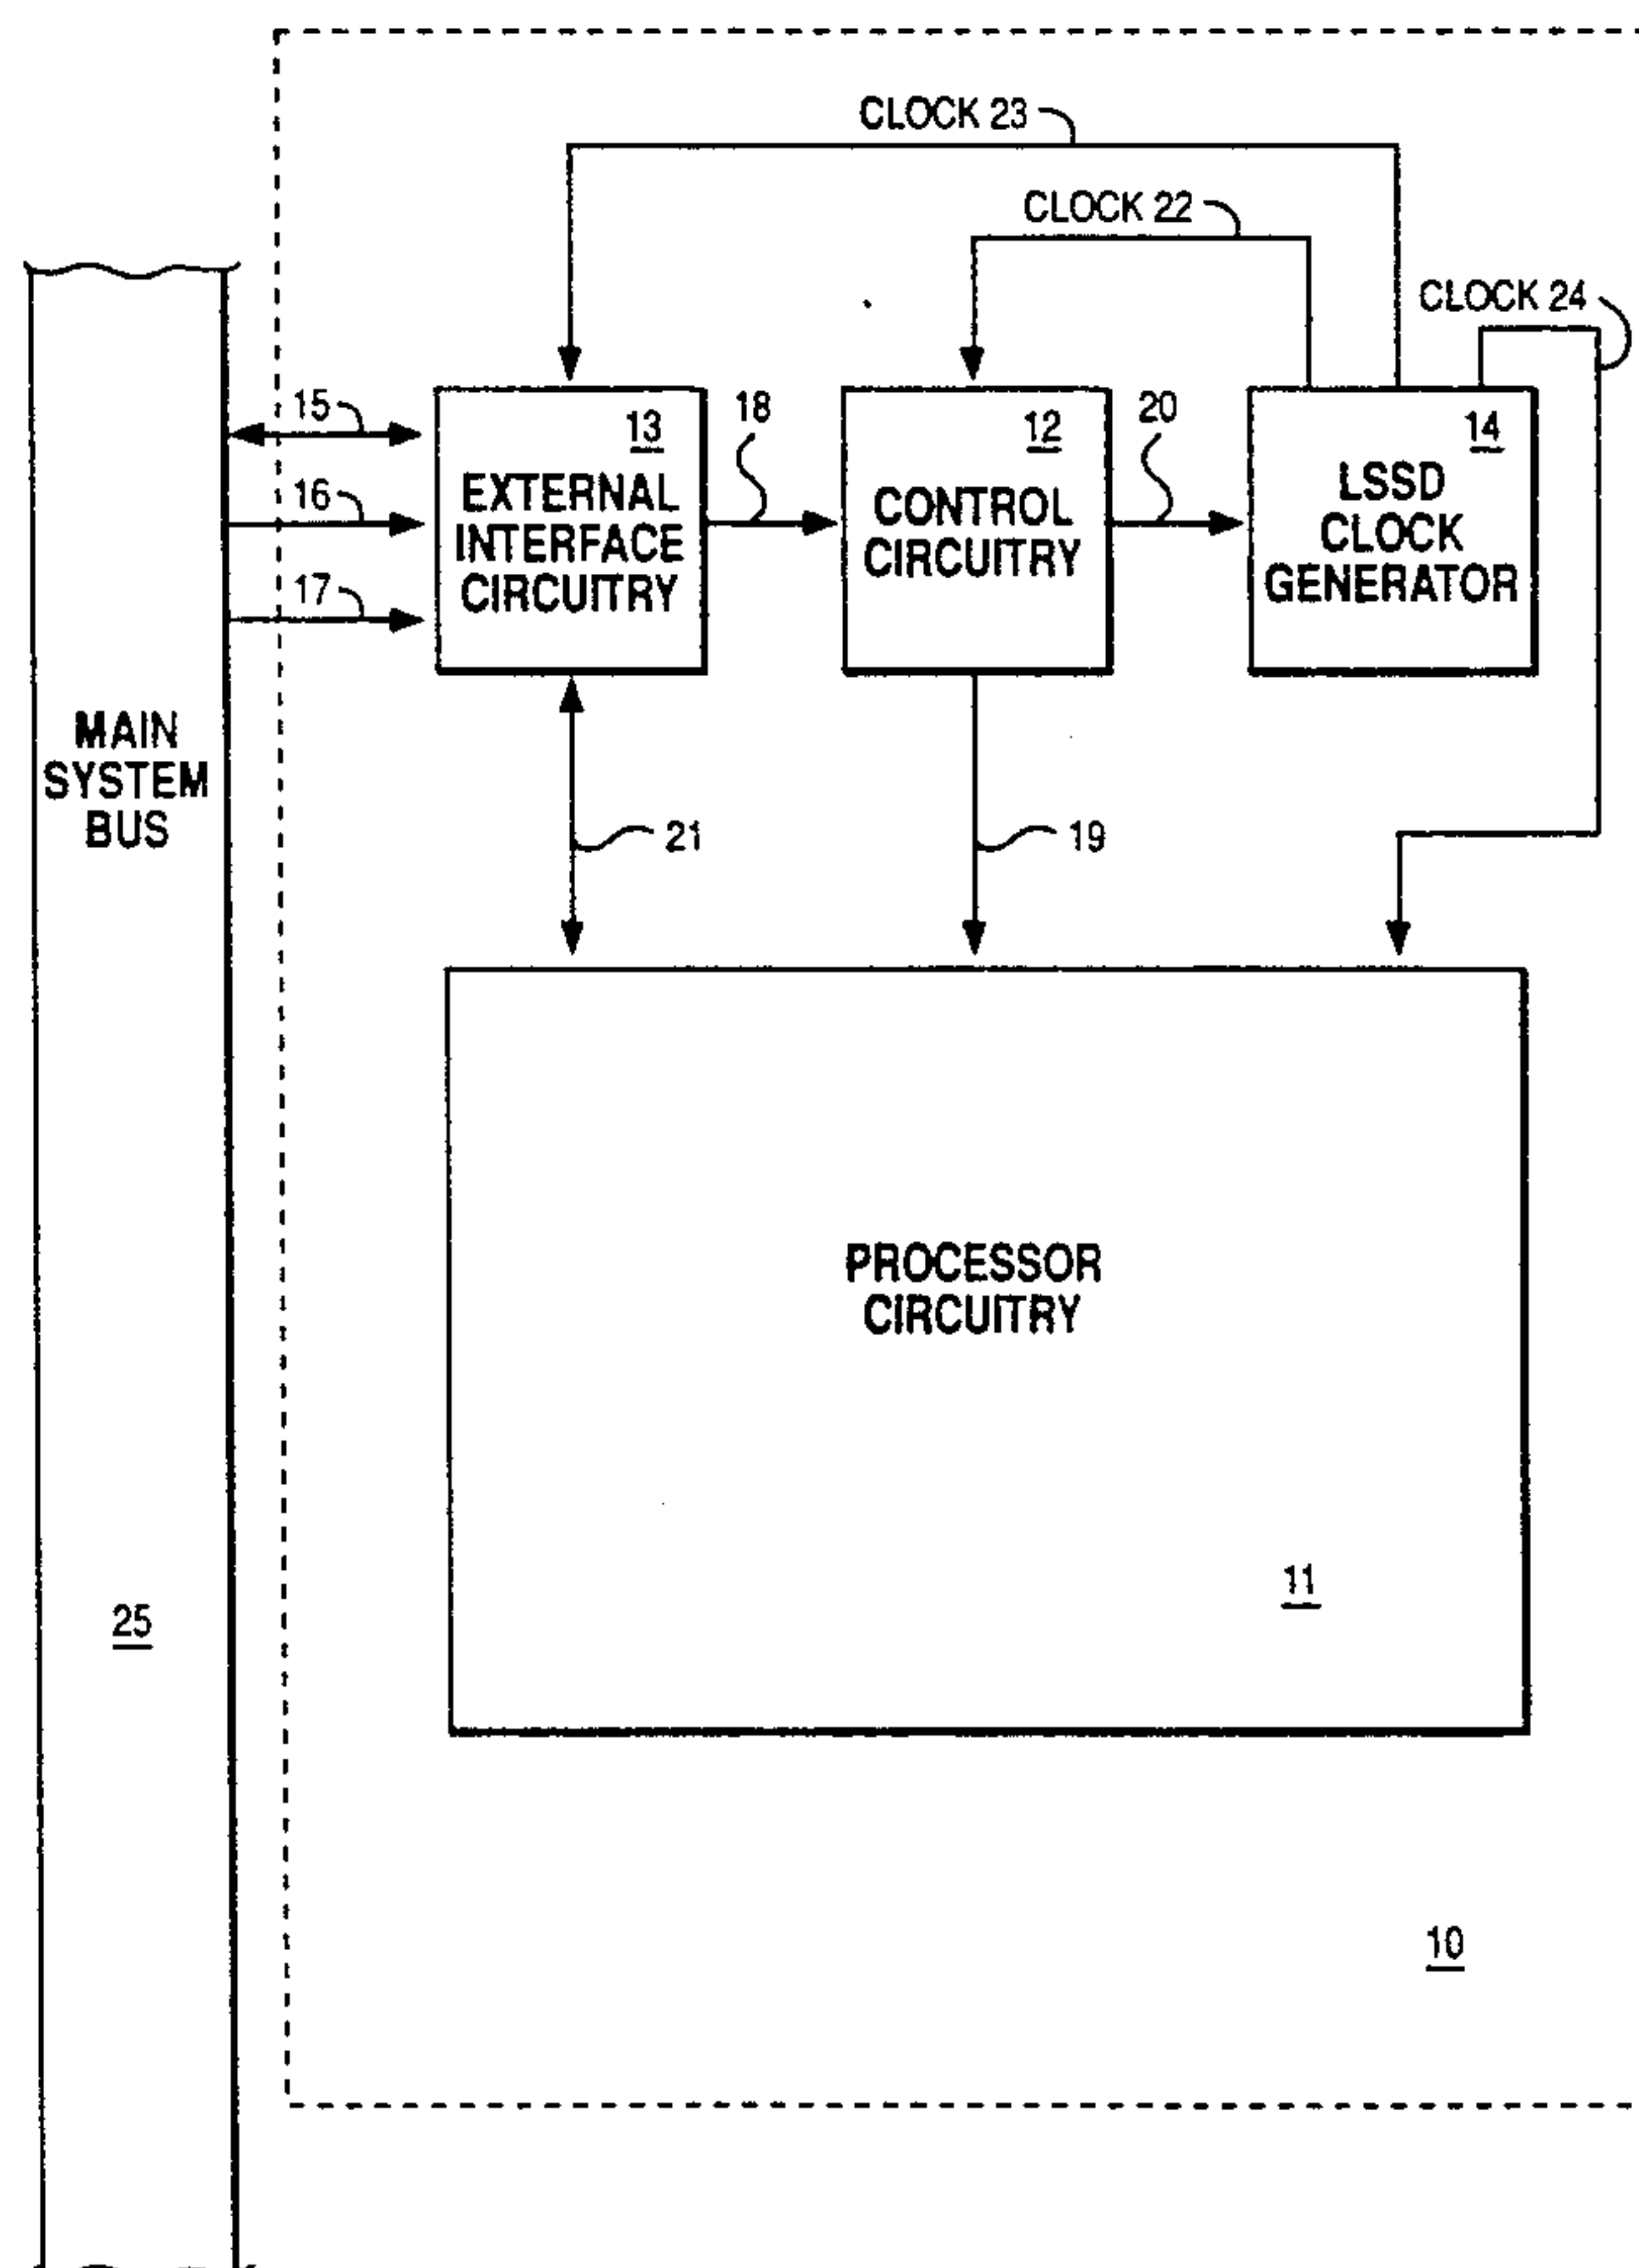 CLOCK 23
CLOCK 22
CLOCK 24
15
13
18
12
20
14
EXTERNAL
INTERFACE
CIRCUITRY
CONTROL
CIRCUITRY
LSSD
CLOCK
GENERATOR
16
17
MAIN
SYSTEM
BUS
21
19
PROCESSOR
CIRCUITRY
11
25
10